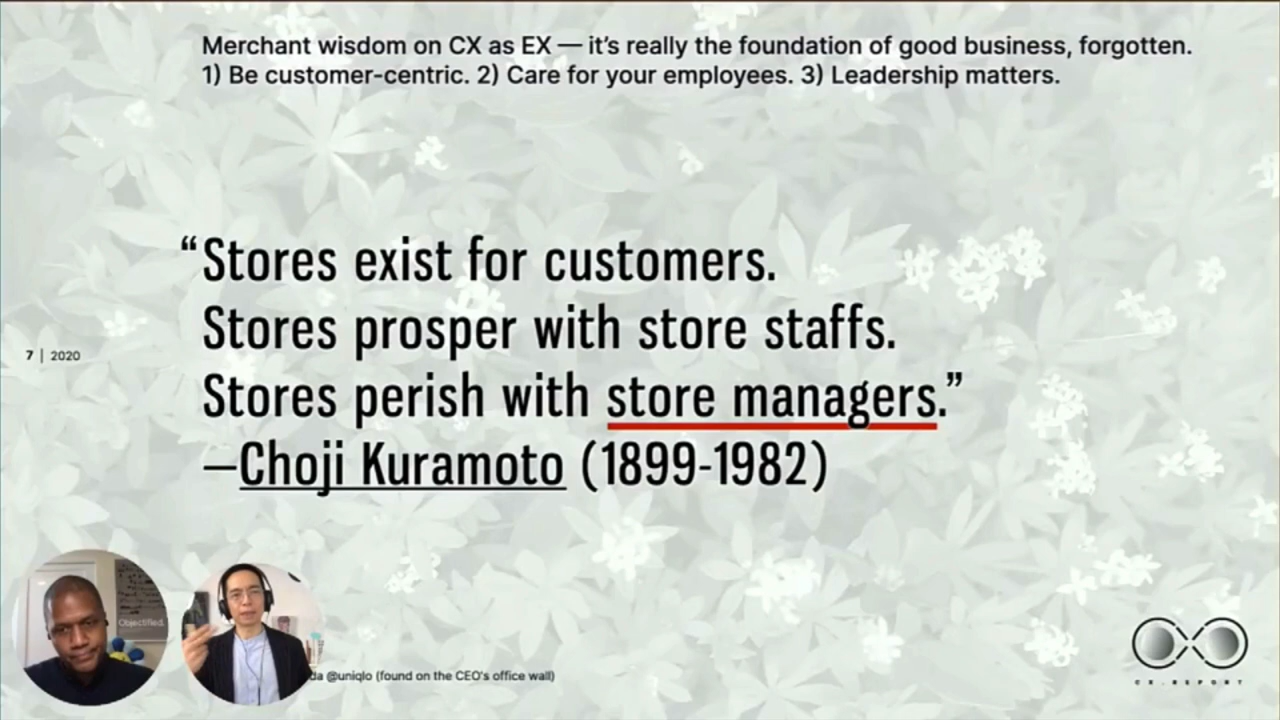 Merchant wisdom on CX as EX — it's really the foundation of good business, forgotten.
1) Be customer-centric. 2) Care for your employees. 3) Leadership matters.
“Stores exist for customers.
Stores prosper with store staffs.
7 | 2020
Stores perish with store managers.”
—Choji Kuramoto (1899-1982)
Objectified.
da @uniqlo (found on the CEO's office wall)
CX.REPORT